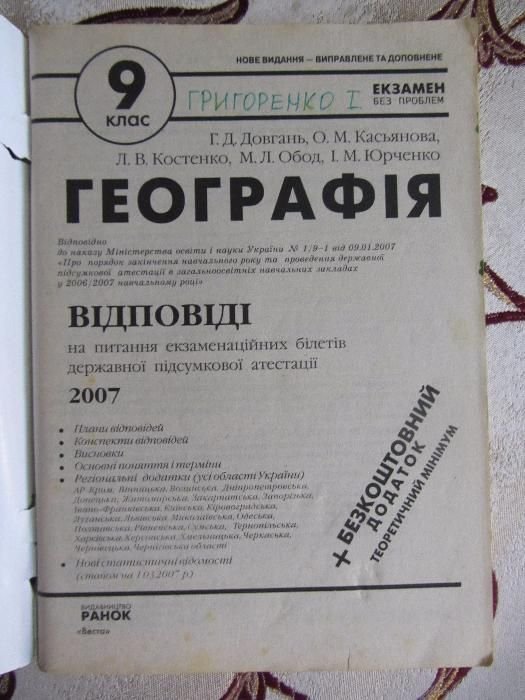 НОВЕ ВИДАННЯ — ВИПРАВЛЕНЕ ТА ДОПОВНЕНЕ
9
клас
ГРИГОРЕНКО І.
ЕКЗАМЕН
БЕЗ ПРОБЛЕМ
Г. Д. Довгань, О. М. Касьянова,
Л. В. Костенко, М. Л. Обод, І. М. Юрченко
ГЕОГРАФІЯ
Відповідно
до наказу Міністерства освіти і науки України № 1/9-1 від 09.01.2007
«Про порядок закінчення навчального року та проведення державної
підсумкової атестації в загальноосвітніх навчальних закладах
у 2006/2007 навчальному році»
ВІДПОВІДІ
на питання екзаменаційних білетів
державної підсумкової атестації
2007
• Плани відповідей
• Конспекти відповідей
• Висновки
• Основні поняття і терміни
• Регіональні додатки (усі області України)
АР Крим, Вінницька, Волинська, Дніпропетровська,
Донецька, Житомирська, Закарпатська, Запорізька,
Івано-Франківська, Київська, Кіровоградська,
Луганська, Львівська, Миколаївська, Одеська,
Полтавська, Рівненська, Сумська, Тернопільська,
Харківська, Херсонська, Хмельницька, Черкаська,
Чернівецька, Чернігівська області
• Нові статистичні відомості
(станом на 1.03.2007 р.)
+ БЕЗКОШТОВНИЙ
ДОДАТОК
ТЕОРЕТИЧНИЙ МІНІМУМ
ВИДАВНИЦТВО
РАНОК
«Веста»